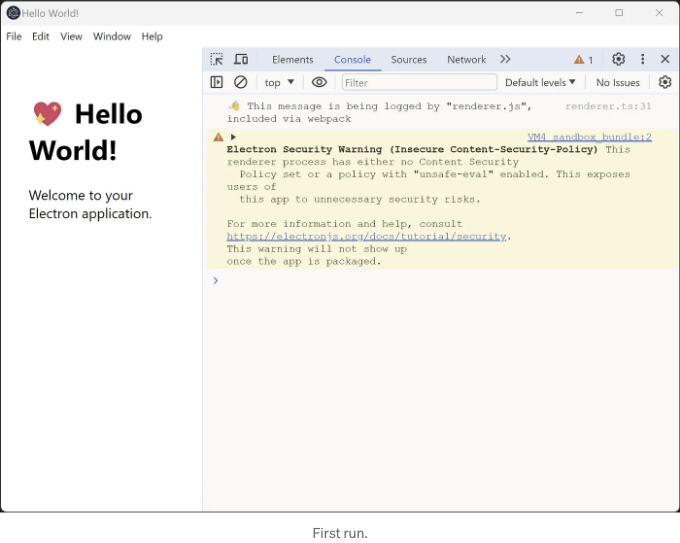 Hello World!
File Edit View Window Help
Elements Console Sources Network 1
top Filter Default levels No Issues
💖 Hello
World!
Welcome to your
Electron application.
👋 This message is being logged by "renderer.js", renderer.ts:31
included via webpack
VM4 sandbox_bundle:2
Electron Security Warning (Insecure Content-Security-Policy) This
renderer process has either no Content Security
Policy set or a policy with "unsafe-eval" enabled. This exposes
users of
this app to unnecessary security risks.
For more information and help, consult
https://electronjs.org/docs/tutorial/security.
This warning will not show up
once the app is packaged.
First run.